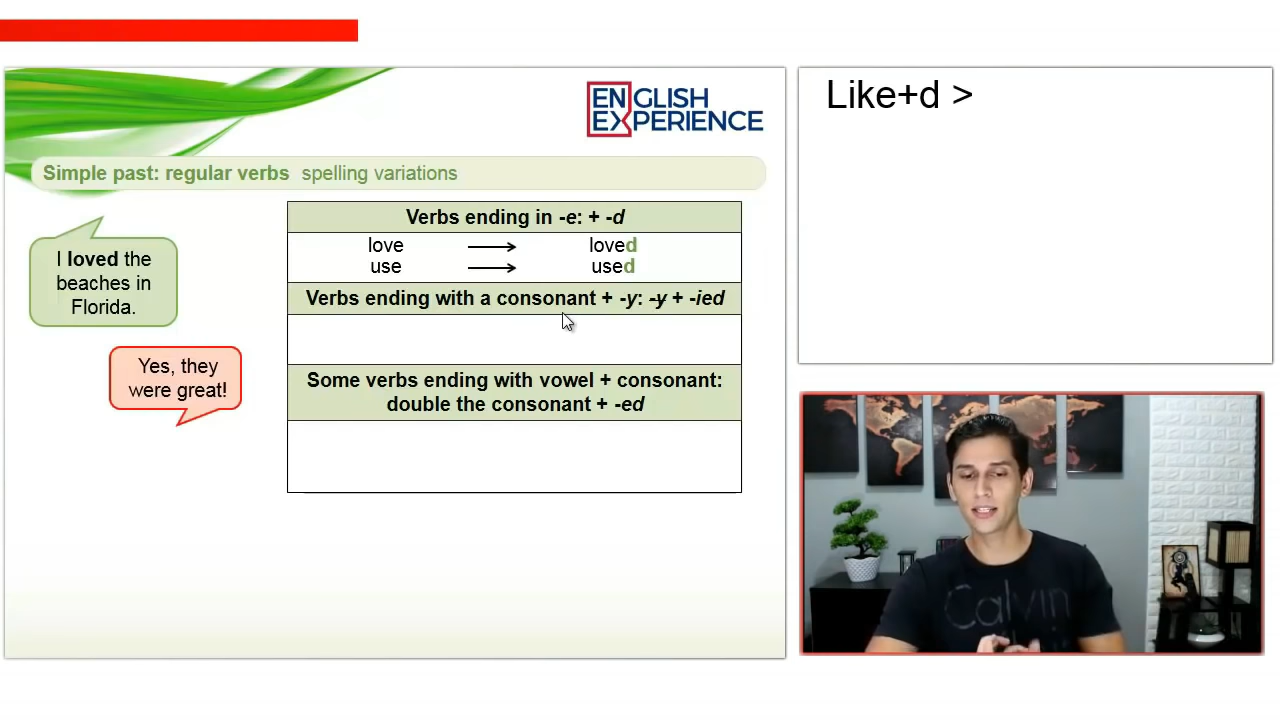 ENGLISH
EXPERIENCE
Simple past: regular verbs spelling variations
I loved the
beaches in
Florida.
Yes, they
were great!
Verbs ending in -e: + -d
love ⟶ loved
use ⟶ used
Verbs ending with a consonant + -y: -y + -ied
Some verbs ending with vowel + consonant:
double the consonant + -ed
Like+d >
Calvin